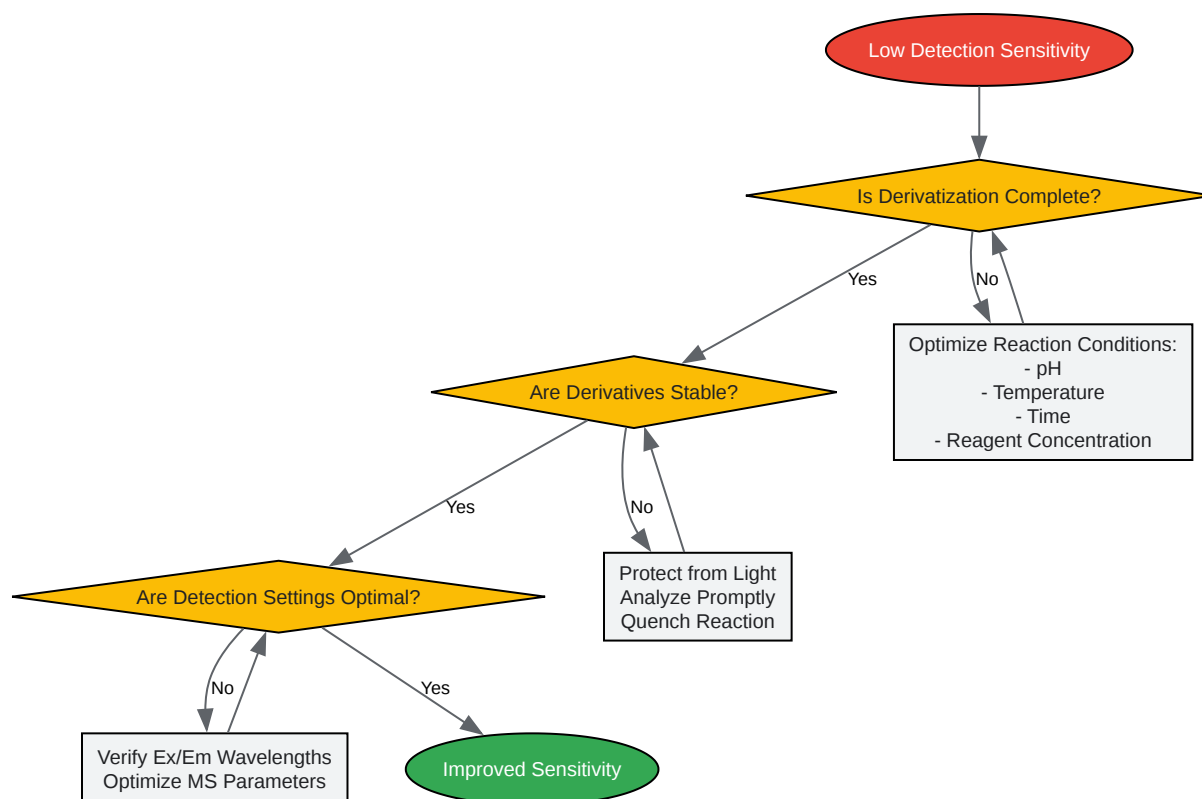 Low Detection Sensitivity
Is Derivatization Complete?
Yes
No
Optimize Reaction Conditions:
- pH
- Temperature
- Time
- Reagent Concentration
Are Derivatives Stable?
Yes
No
Protect from Light
Analyze Promptly
Quench Reaction
Are Detection Settings Optimal?
No
Yes
Verify Ex/Em Wavelengths
Optimize MS Parameters
Improved Sensitivity